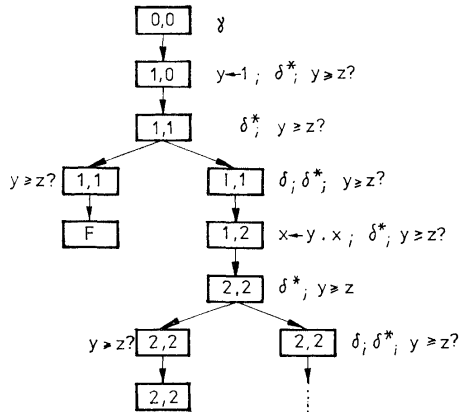 0,0 γ
1,0 y←1 ; δ*; y≥z?
1,1 δ*; y≥z?
y≥z? 1,1 1,1 δ; δ*; y≥z?
F 1,2 x←y.x ; δ*; y≥z?
2,2 δ*; y≥z
y≥z? 2,2 2,2 δ; δ*; y≥z?
2,2 ⋮